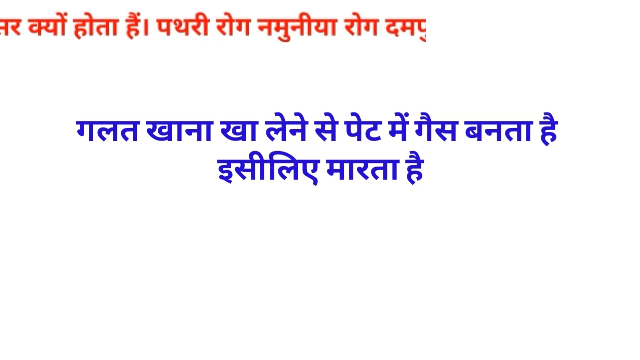 क्यों होता हैं। पथरी रोग नमुनीया रोग
गलत खाना खा लेने से पेट में गैस बनता है
इसीलिए मारता है